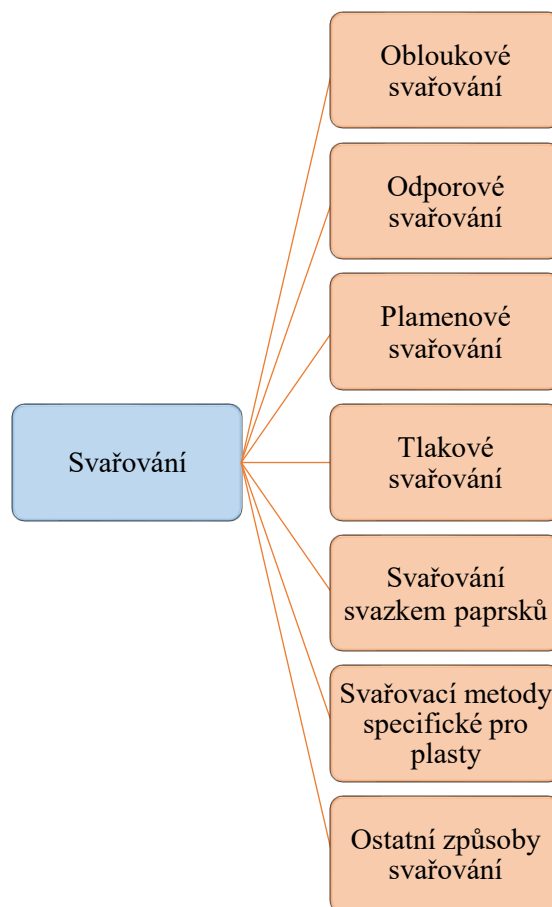 Obloukové
svařování
Odporové
svařování
Plamenové
svařování
Svařování
Tlakové
svařování
Svařování
svazkem paprsků
Svařovací metody
specifické pro
plasty
Ostatní způsoby
svařování